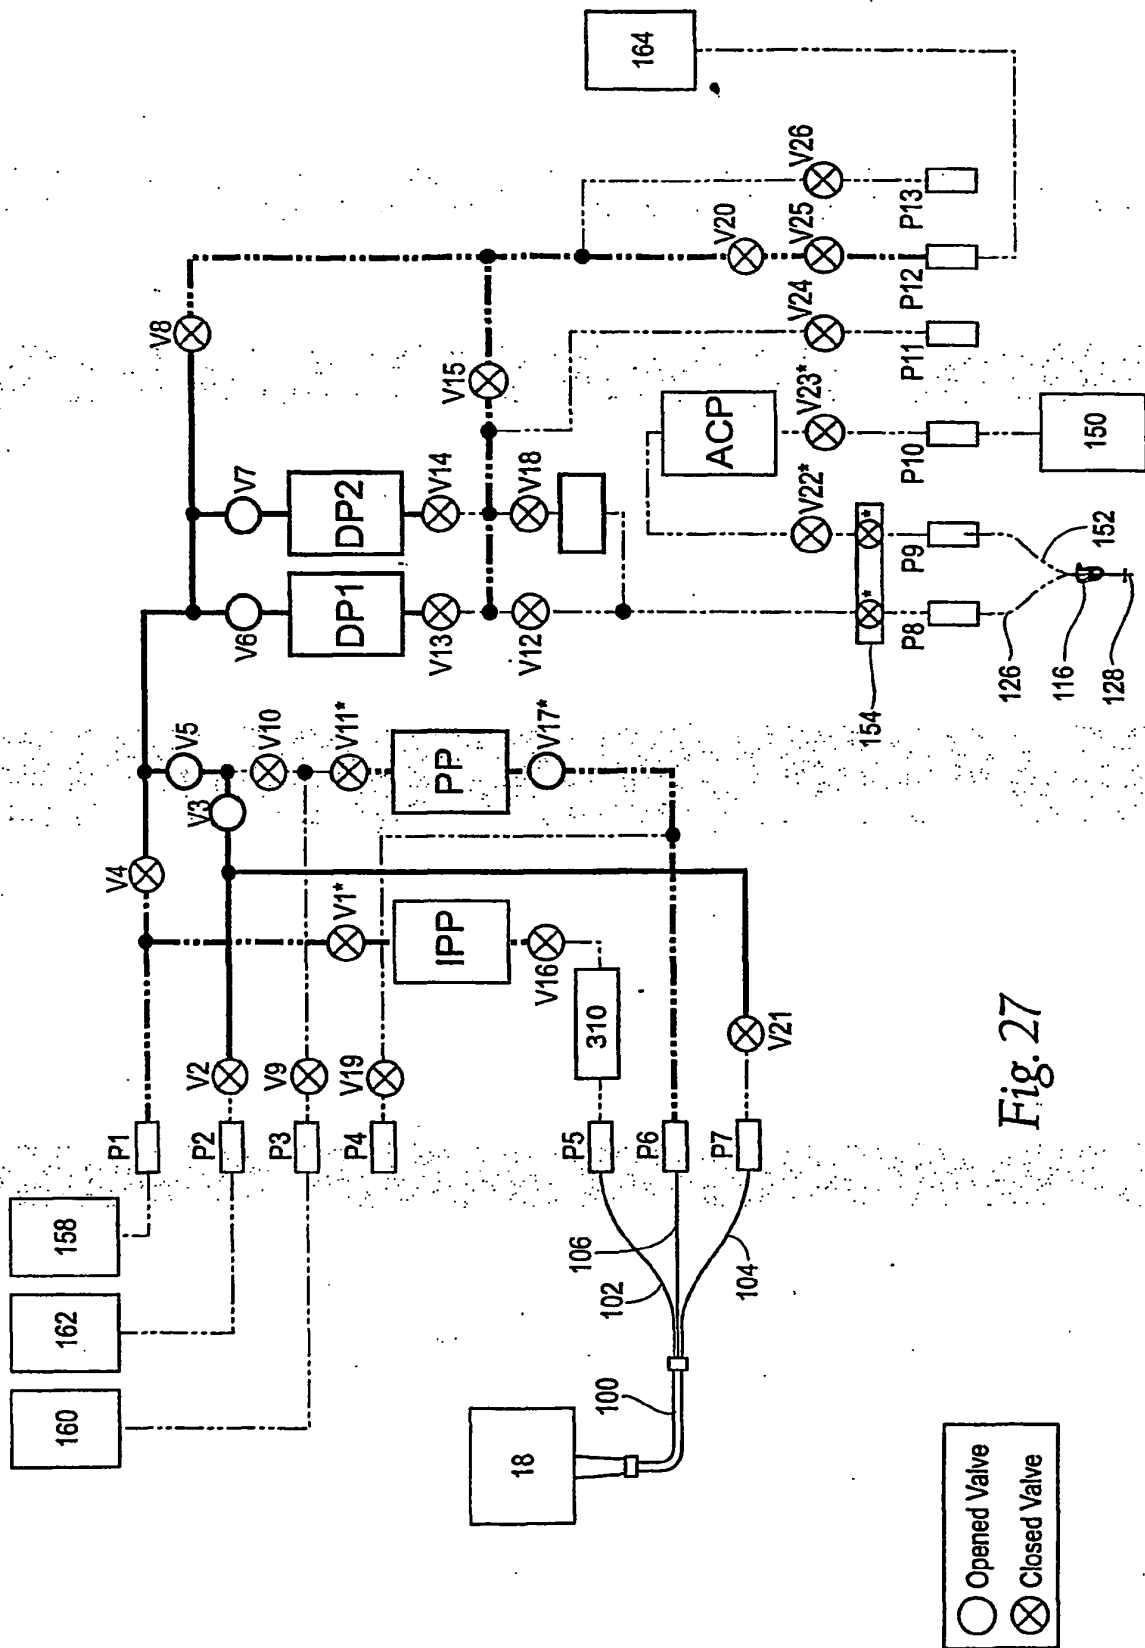 164
V8
V20
V26
V25
P13
P12
V24
P11
V15
V7
DP2
V14
V18
ACP
V23*
P10
150
V22*
V6
DP1
V13
V12
*
*
154
P9
P8
152
126
116
128
V5
V10
V11*
PP
V17*
V3
V4
V1*
IPP
V16
310
V21
V2
V9
V19
P1
P2
P3
P4
P5
P6
P7
158
162
160
102
106
104
100
18
Opened Valve
Closed Valve
Fig. 27